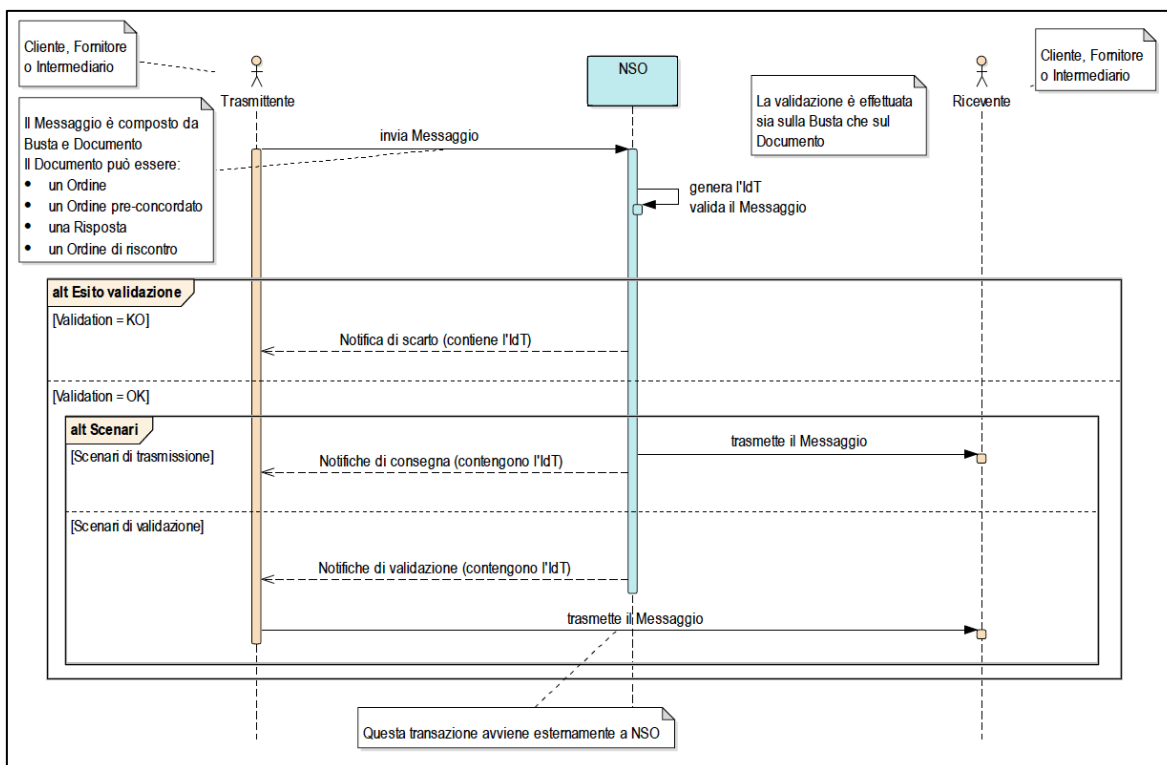 Cliente, Fornitore
o Intermediario
NSO
Cliente, Fornitore
o Intermediario
Trasmittente
Ricevente
La validazione è effettuata
sia sulla Busta che sul
Documento
Il Messaggio è composto da
Busta e Documento
Il Documento può essere:
• un Ordine
• un Ordine pre-concordato
• una Risposta
• un Ordine di riscontro
invia Messaggio
genera l'IdT
valida il Messaggio
alt Esito validazione
[Validation = KO]
Notifica di scarto (contiene l'IdT)
[Validation = OK]
alt Scenari
[Scenari di trasmissione]
trasmette il Messaggio
Notifiche di consegna (contengono l'IdT)
[Scenari di validazione]
Notifiche di validazione (contengono l'IdT)
trasmette il Messaggio
Questa transazione avviene esternamente a NSO